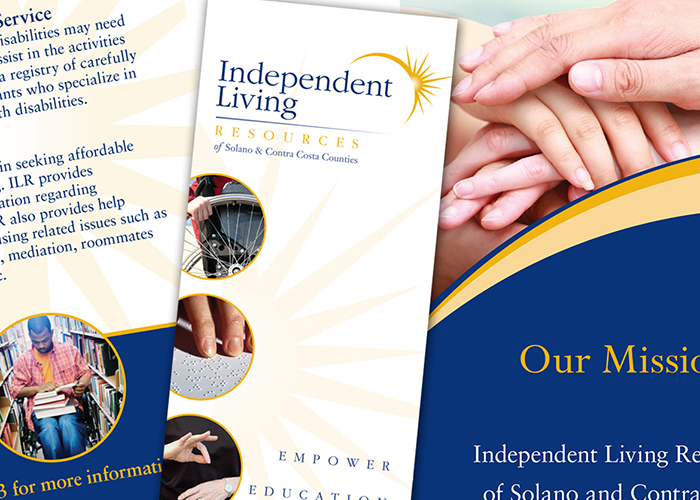 Service
isabilities may need
ssist in the activities
a registry of carefully
ants who specialize in
th disabilities.
in seeking affordable
ILR provides
ation regarding
R also provides help
using related issues such as
, mediation, roommates
c.
3 for more informati
Independent
Living
RESOURCES
of Solano & Contra Costa Counties
EMPOWER
EDUCATION
Our Missio
Independent Living Re
of Solano and Contra